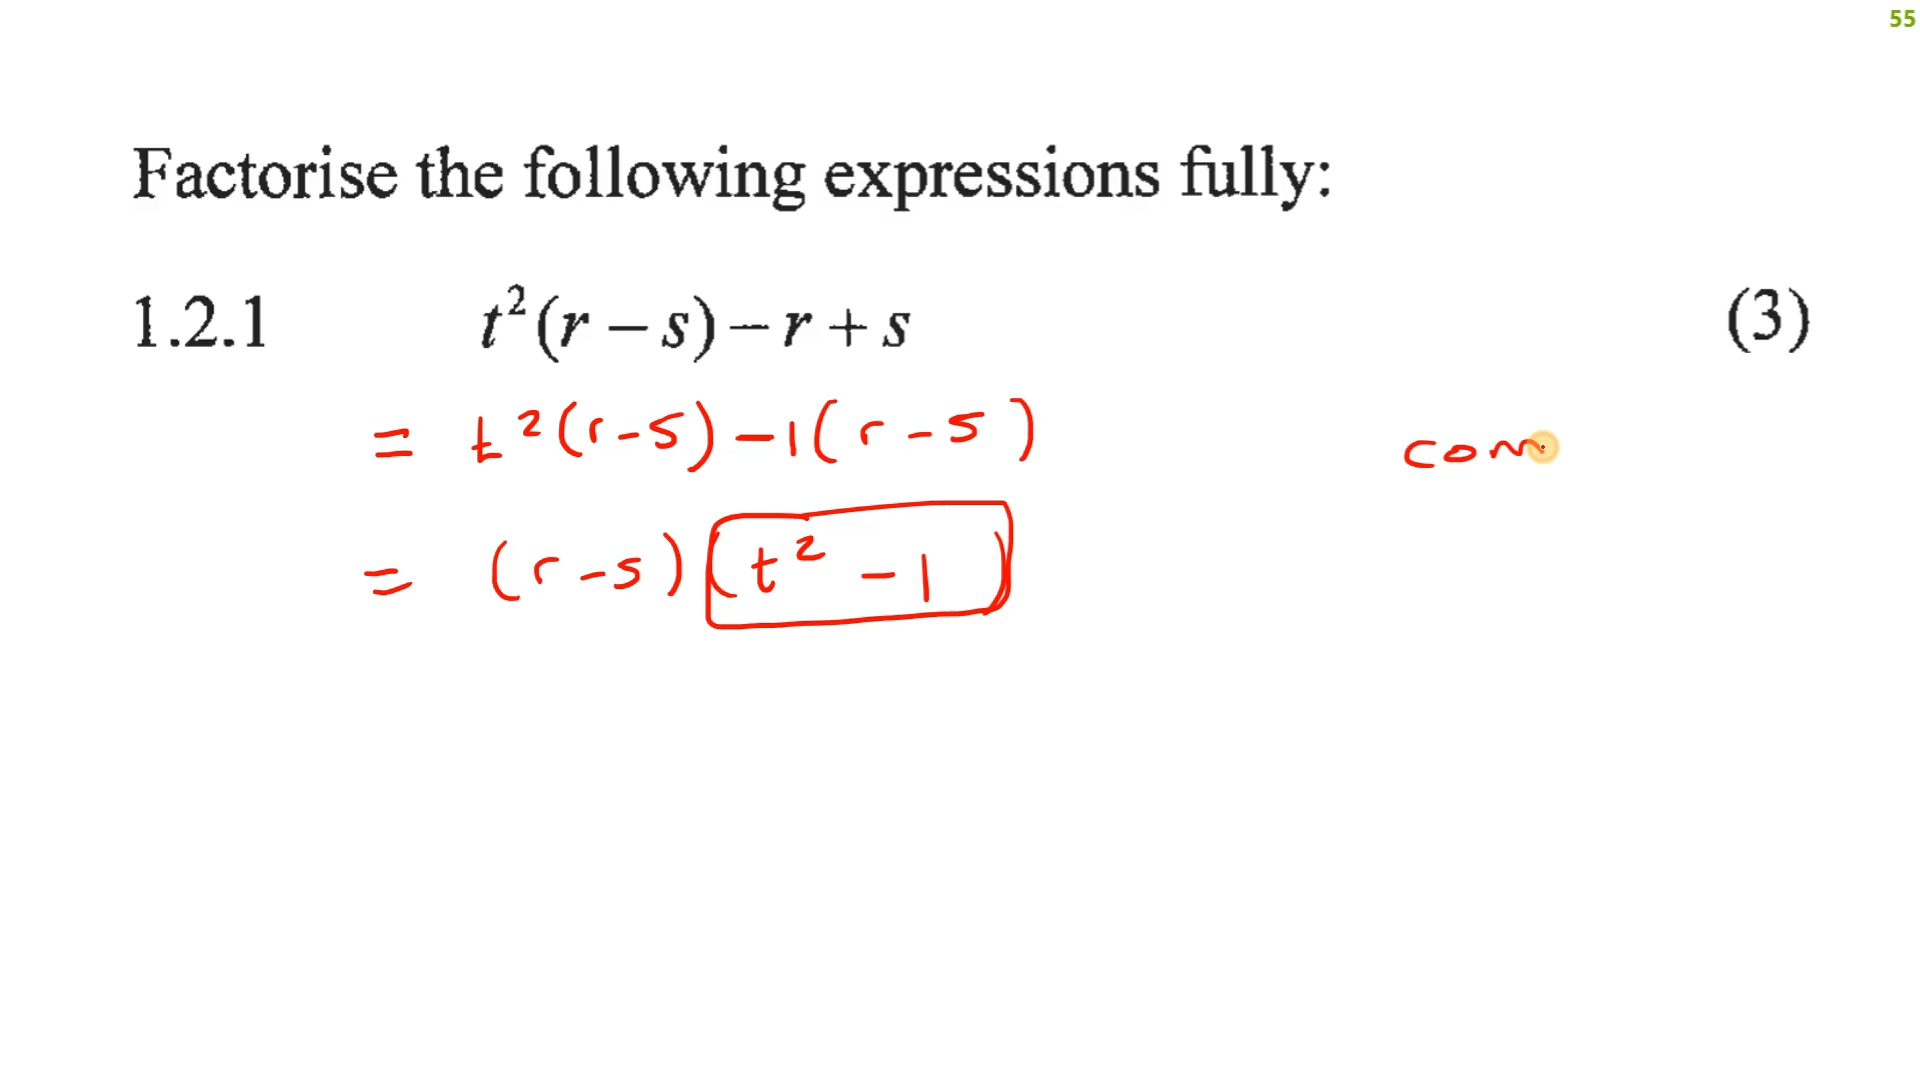 55
Factorise the following expressions fully:
1.2.1 t²(r – s) – r + s (3)
= t²(r-s) -1(r-s) com
= (r-s)(t² - 1)